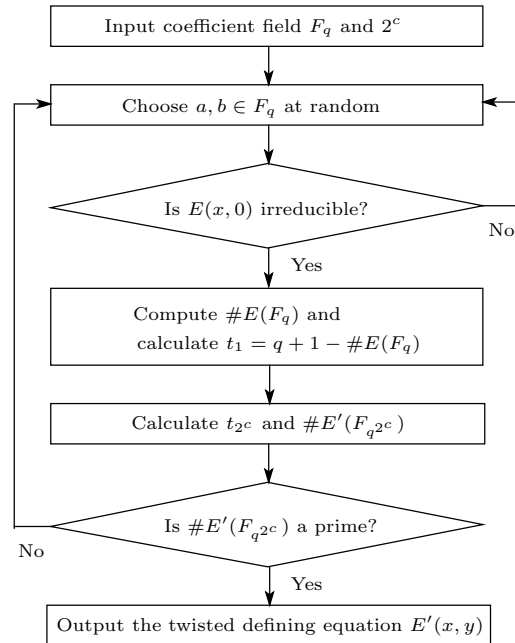 Input coefficient field F_q and 2^c
Choose a, b ∈ F_q at random
Is E(x, 0) irreducible?
No
Yes
Compute #E(F_q) and
calculate t_1 = q + 1 − #E(F_q)
Calculate t_{2^c} and #E′(F_{q^{2^c}})
Is #E′(F_{q^{2^c}}) a prime?
No
Yes
Output the twisted defining equation E′(x, y)